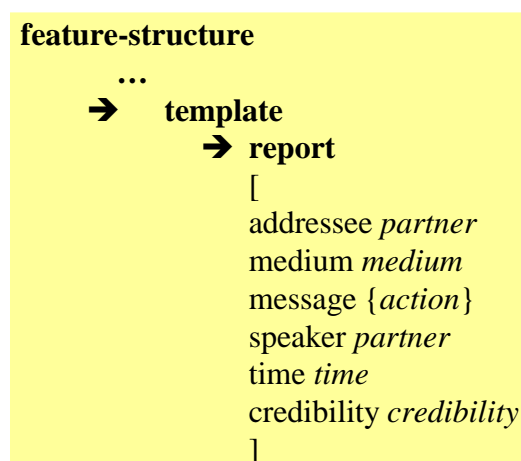 feature-structure
…
➔ template
➔ report
[
addressee partner
medium medium
message {action}
speaker partner
time time
credibility credibility
]